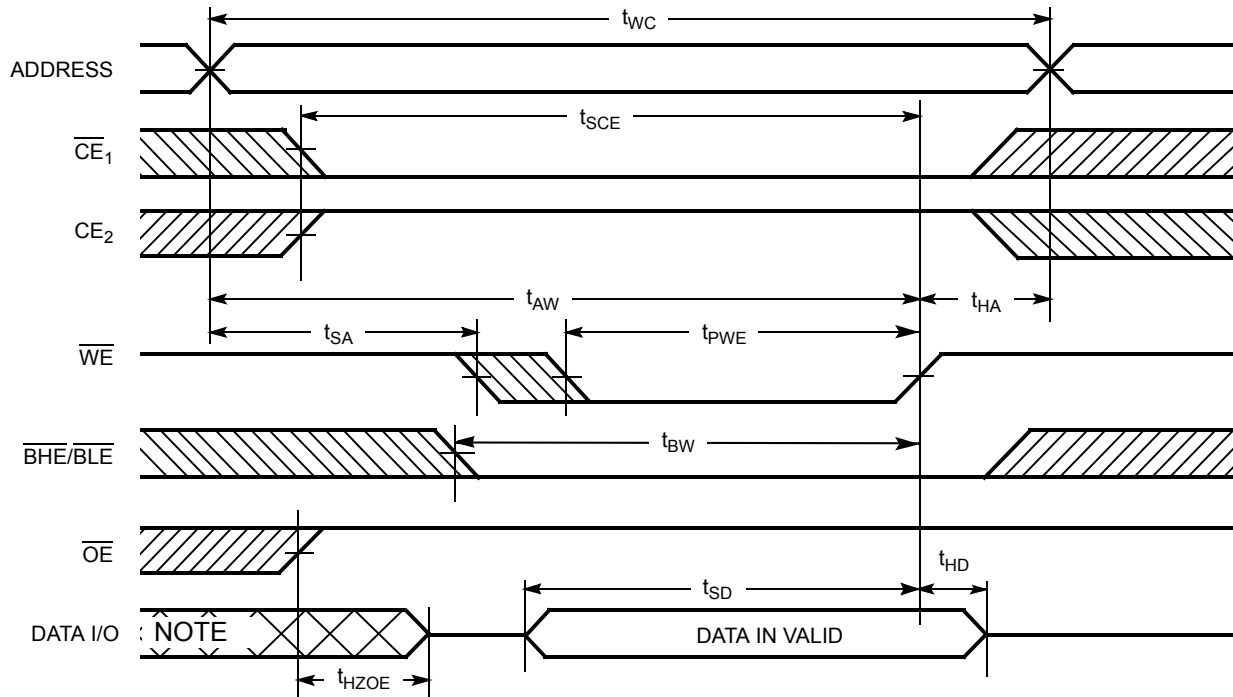 tWC
ADDRESS
tSCE
CE1
CE2
tAW
tHA
tSA
tPWE
WE
tBW
BHE/BLE
OE
tHD
tSD
DATA I/O NOTE DATA IN VALID
tHZOE